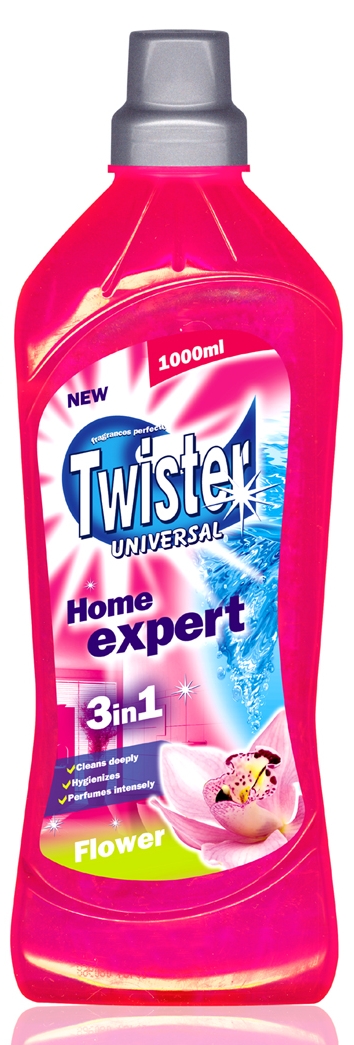 1000ml
NEW
fragrances perfect
Twister
UNIVERSAL
Home
expert
3in1
Cleans deeply
Hygienizes
Perfumes intensely
Flower